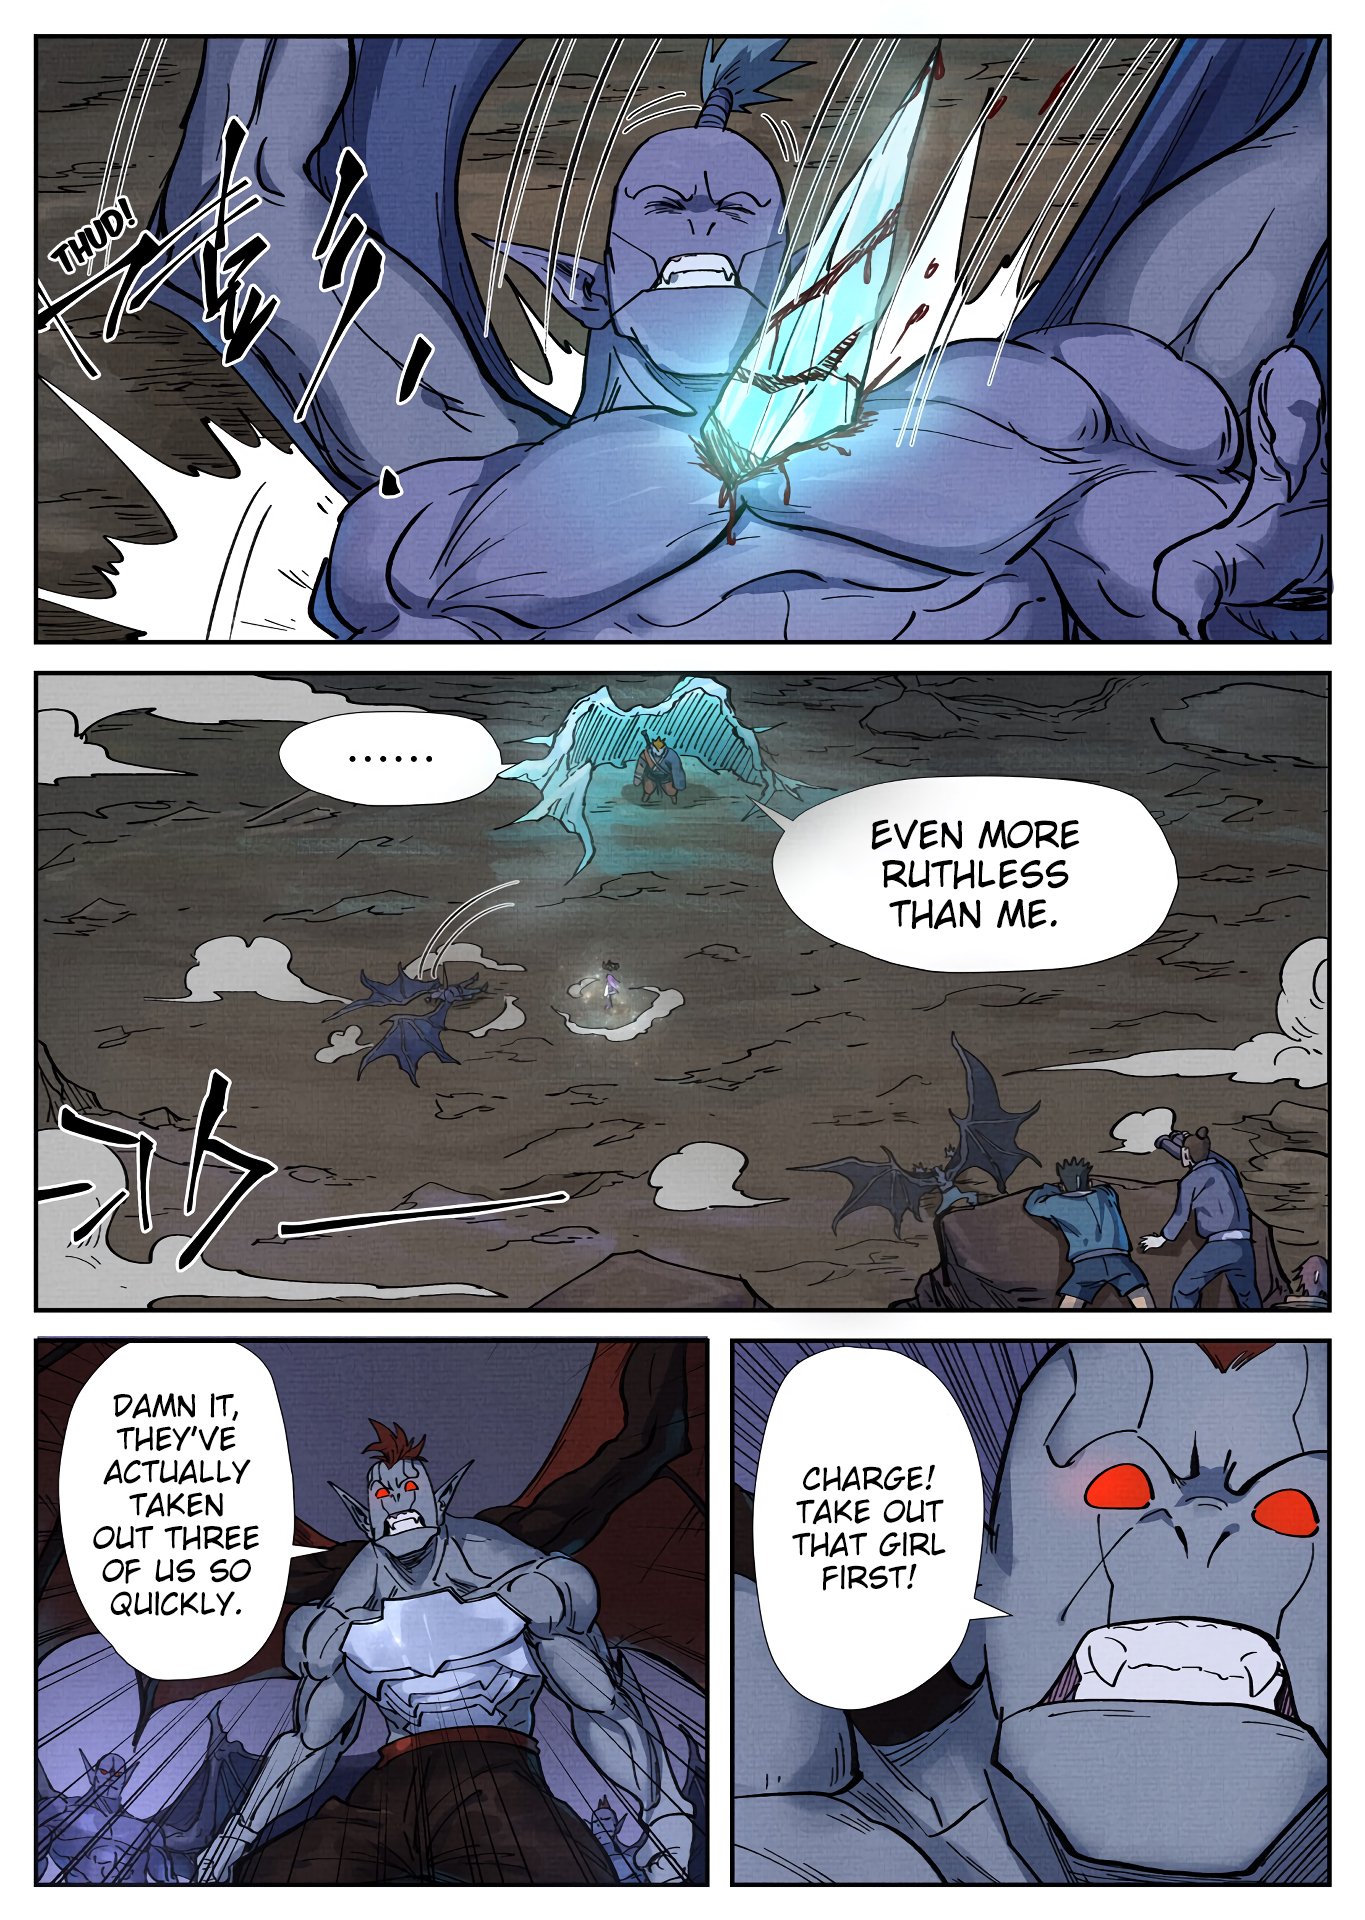 THUD!
......
EVEN MORE
RUTHLESS
THAN ME.
DAMN IT,
THEY'VE
ACTUALLY
TAKEN
OUT THREE
OF US SO
QUICKLY.
CHARGE!
TAKE OUT
THAT GIRL
FIRST!